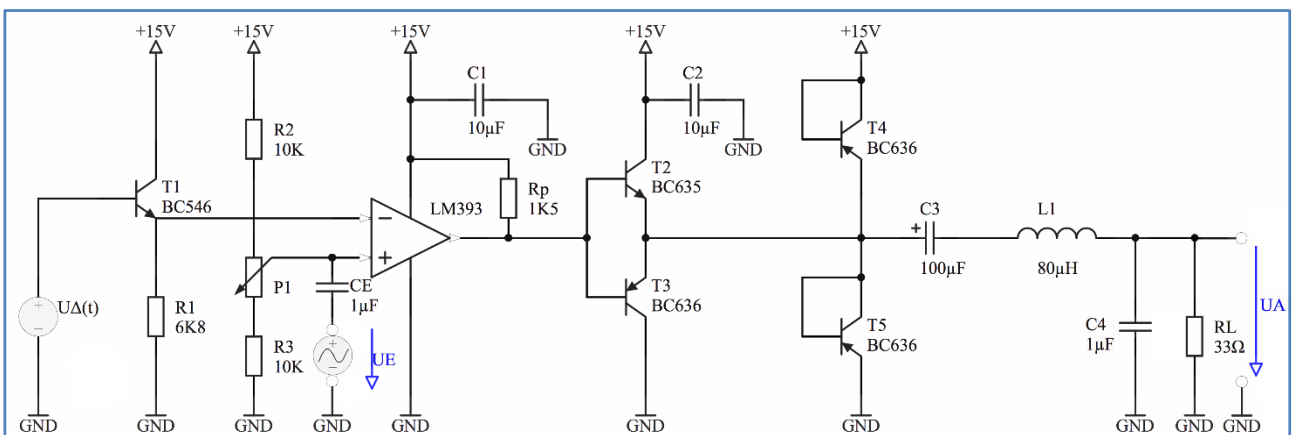 +15V
+15V
+15V
+15V
+15V
C1
10µF
GND
C2
10µF
GND
R2
10K
T4
BC636
T1
BC546
Rp
1K5
LM393
T2
BC635
C3
+
100µF
L1
80µH
UΔ(t)
R1
6K8
P1
CE
1µF
T3
BC636
T5
BC636
UA
R3
10K
UE
C4
1µF
RL
33Ω
GND
GND
GND
GND
GND
GND
GND
GND
GND
GND